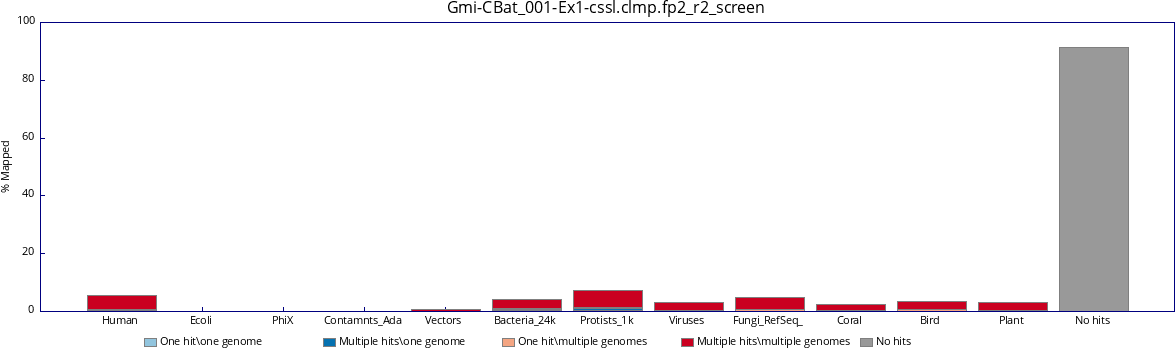 Gmi-CBat_001-Ex1-cssl.clmp.fp2_r2_screen
100
80
60
40
20
0
% Mapped
Human Ecoli PhiX Contamnts_Ada Vectors Bacteria_24k Protists_1k Viruses Fungi_RefSeq_ Coral Bird Plant No hits
One hit\one genome Multiple hits\one genome One hit\multiple genomes Multiple hits\multiple genomes No hits